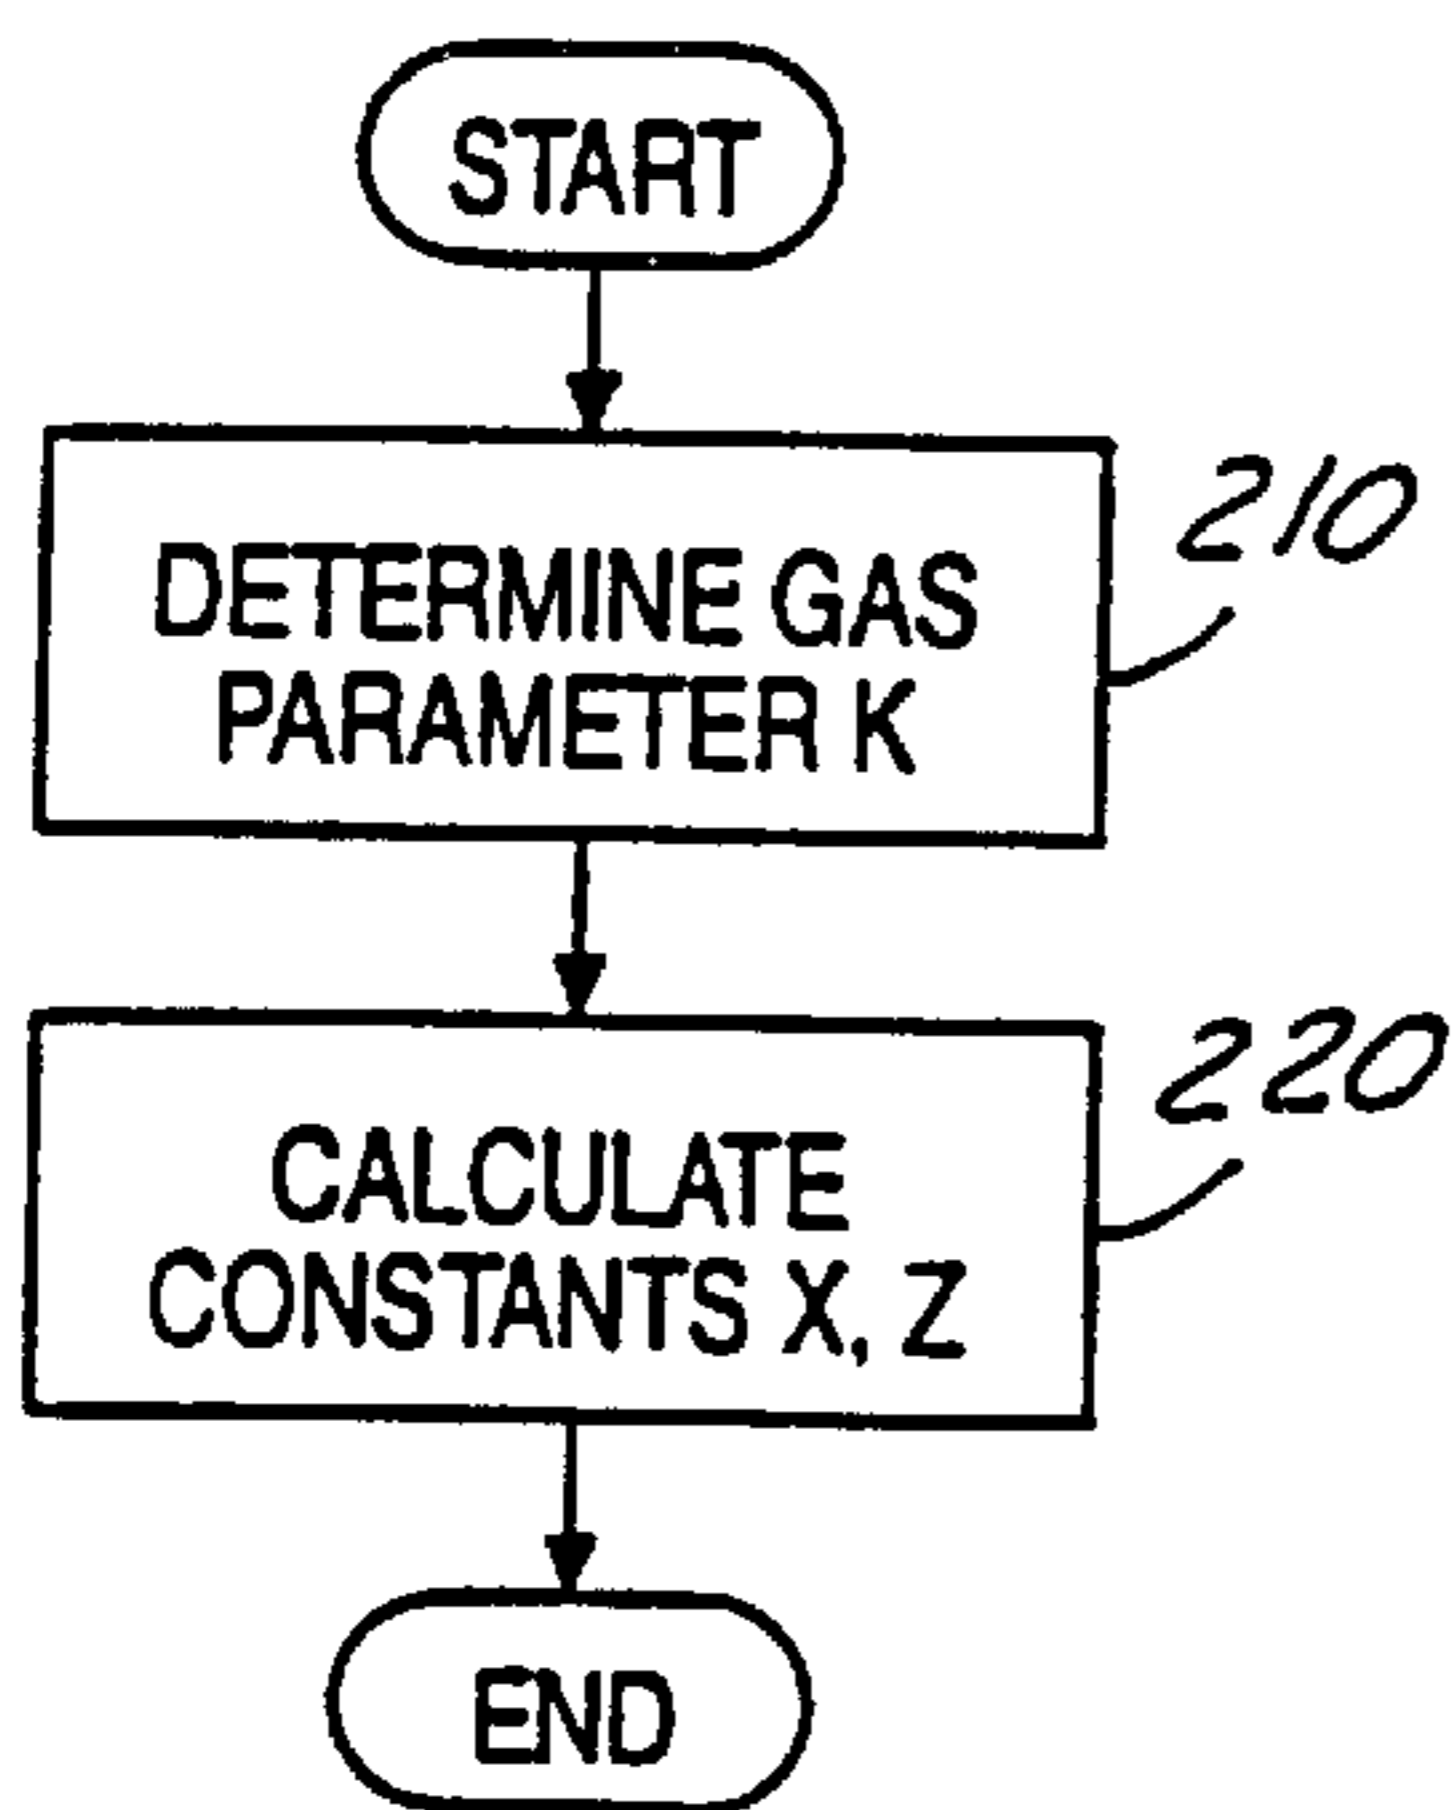 START
DETERMINE GAS
PARAMETER K
210
CALCULATE
CONSTANTS X, Z
220
END